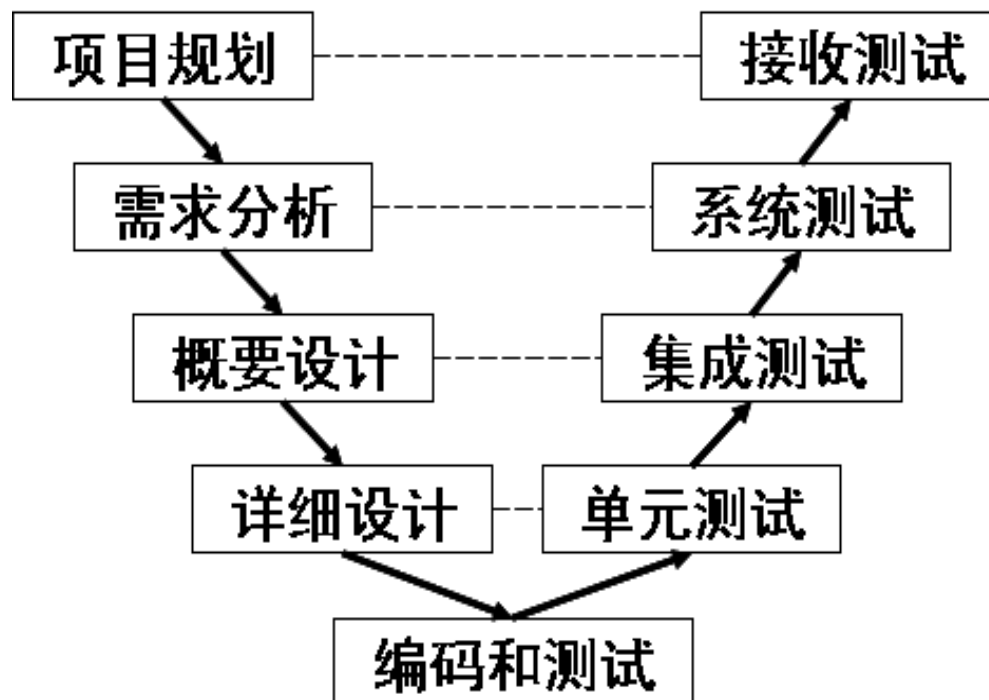 项目规划
接收测试
需求分析
系统测试
概要设计
集成测试
详细设计
单元测试
编码和测试